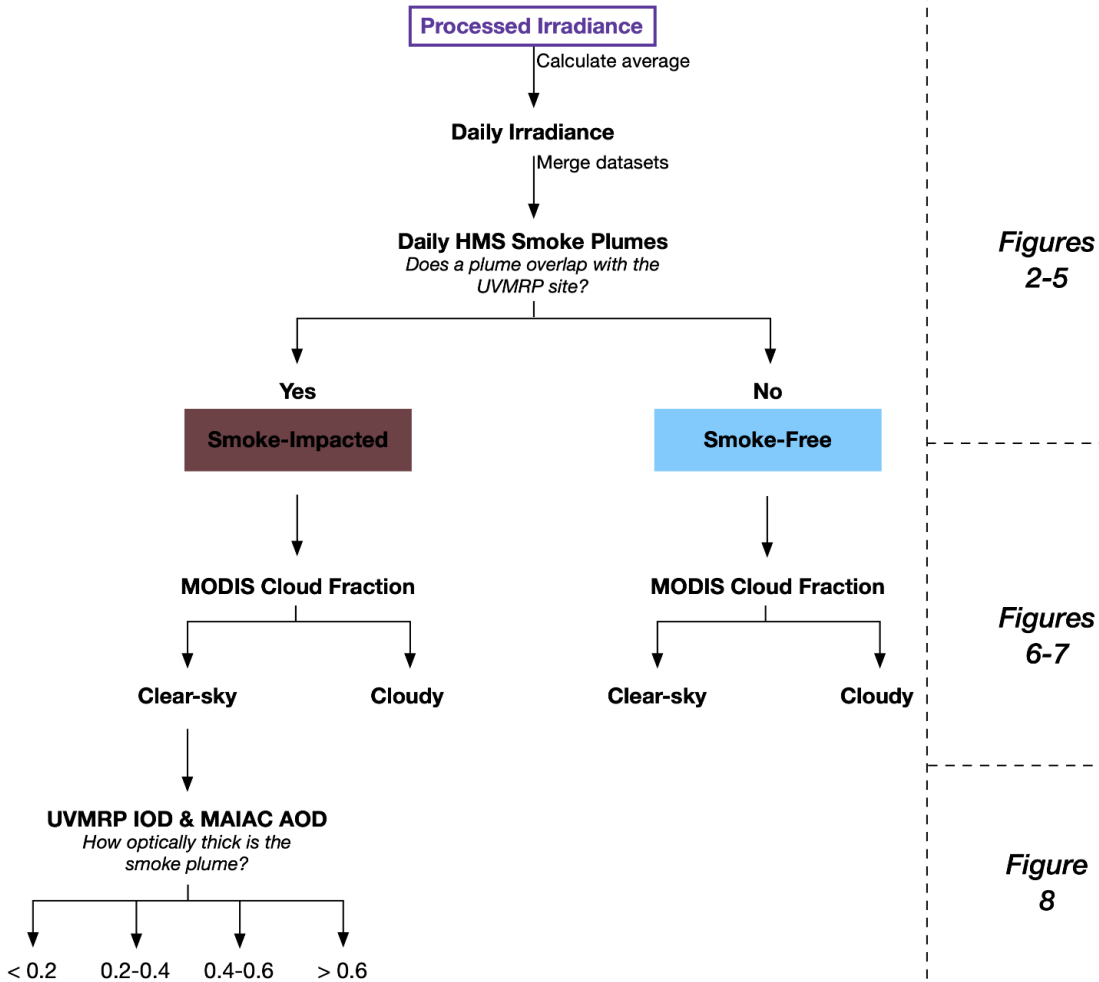 Processed Irradiance
Calculate average
Daily Irradiance
Merge datasets
Daily HMS Smoke Plumes
Does a plume overlap with the
UVMRP site?
Figures
2-5
Yes
No
Smoke-Impacted
Smoke-Free
MODIS Cloud Fraction
MODIS Cloud Fraction
Figures
6-7
Clear-sky
Cloudy
Clear-sky
Cloudy
UVMRP IOD & MAIAC AOD
How optically thick is the
smoke plume?
Figure
8
< 0.2
0.2-0.4
0.4-0.6
> 0.6